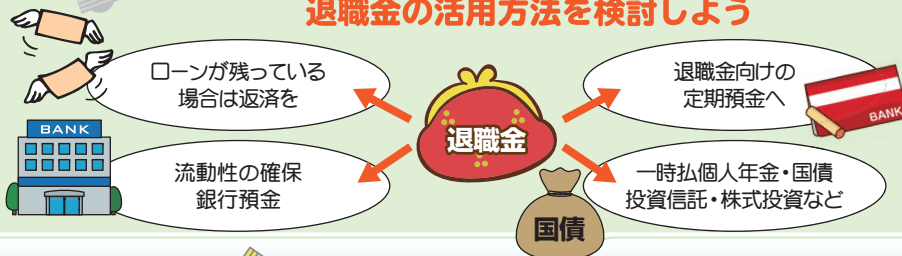 退職金の活用方法を検討しよう
ローンが残っている
場合は返済を
退職金向けの
定期預金へ
BANK
BANK
退職金
流動性の確保
銀行預金
一時払個人年金・国債
投資信託・株式投資など
国債